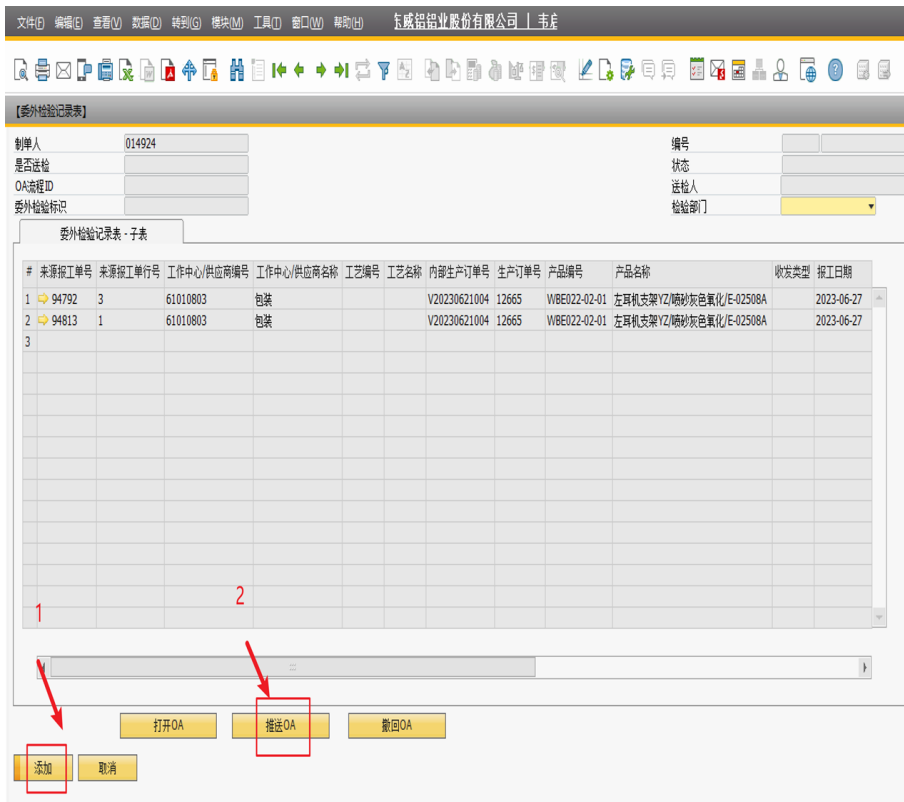 文件(F) 编辑(E) 查看(V) 数据(D) 转到(G) 模块(M) 工具(T) 窗口(W) 帮助(H) 东威铝铝业股份有限公司 | 韦启
【委外检验记录表】
制单人 014924 编号
是否送检 状态
OA流程ID 送检人
委外检验标识 检验部门
委外检验记录表 - 子表
# 来源报工单号 来源报工单行号 工作中心/供应商编号 工作中心/供应商名称 工艺编号 工艺名称 内部生产订单号 生产订单号 产品编号 产品名称 收发类型 报工日期
1 94792 3 61010803 包装 V20230621004 12665 WBE022-02-01 左耳机支架YZ/喷砂灰色氧化/E-02508A 2023-06-27
2 94813 1 61010803 包装 V20230621004 12665 WBE022-02-01 左耳机支架YZ/喷砂灰色氧化/E-02508A 2023-06-27
3
2
1
打开OA 推送OA 撤回OA
添加 取消